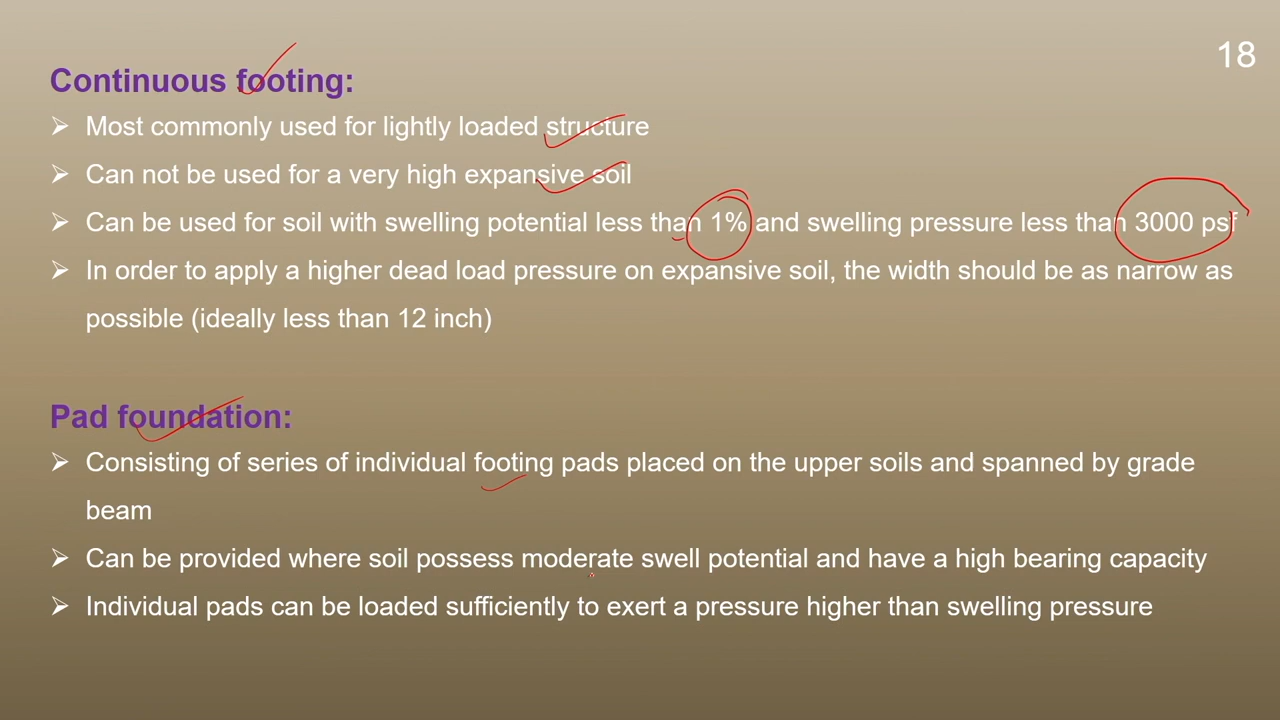 18
Continuous footing:
➢ Most commonly used for lightly loaded structure
➢ Can not be used for a very high expansive soil
➢ Can be used for soil with swelling potential less than 1% and swelling pressure less than 3000 psf
➢ In order to apply a higher dead load pressure on expansive soil, the width should be as narrow as
possible (ideally less than 12 inch)
Pad foundation:
➢ Consisting of series of individual footing pads placed on the upper soils and spanned by grade
beam
➢ Can be provided where soil possess moderate swell potential and have a high bearing capacity
➢ Individual pads can be loaded sufficiently to exert a pressure higher than swelling pressure